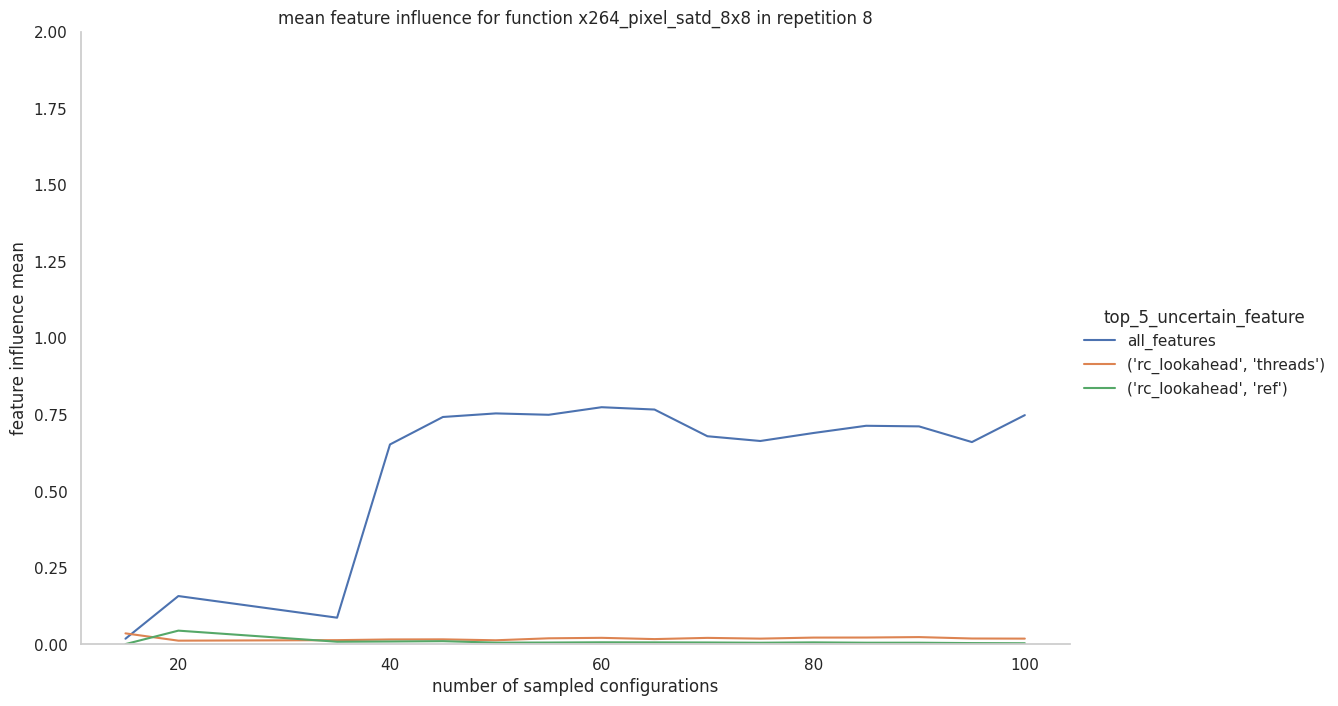 mean feature influence for function x264_pixel_satd_8x8 in repetition 8
2.00
1.75
1.50
1.25
1.00
0.75
0.50
0.25
0.00
feature influence mean
20
40
60
80
100
number of sampled configurations
top_5_uncertain_feature
all_features
('rc_lookahead', 'threads')
('rc_lookahead', 'ref')